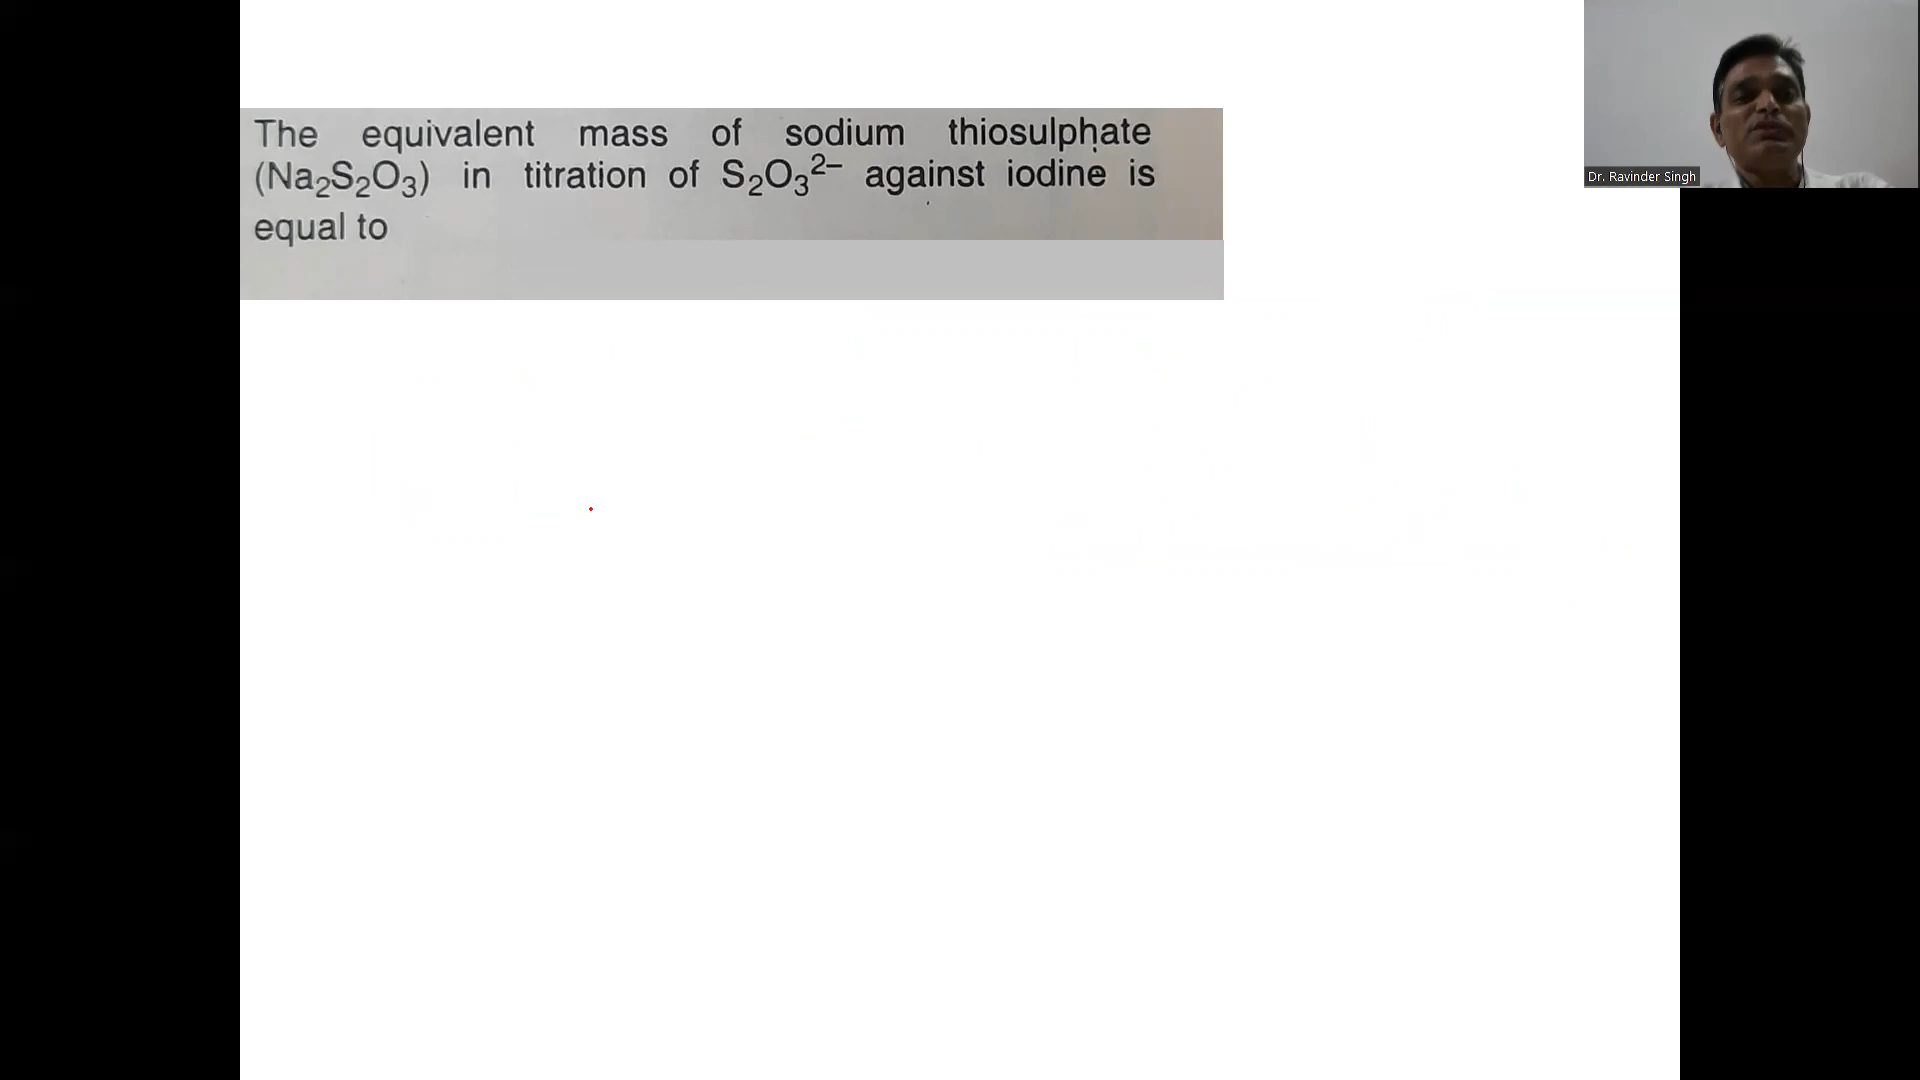 The equivalent mass of sodium thiosulphate
(Na₂S₂O₃) in titration of S₂O₃²⁻ against iodine is
equal to
Dr. Ravinder Singh